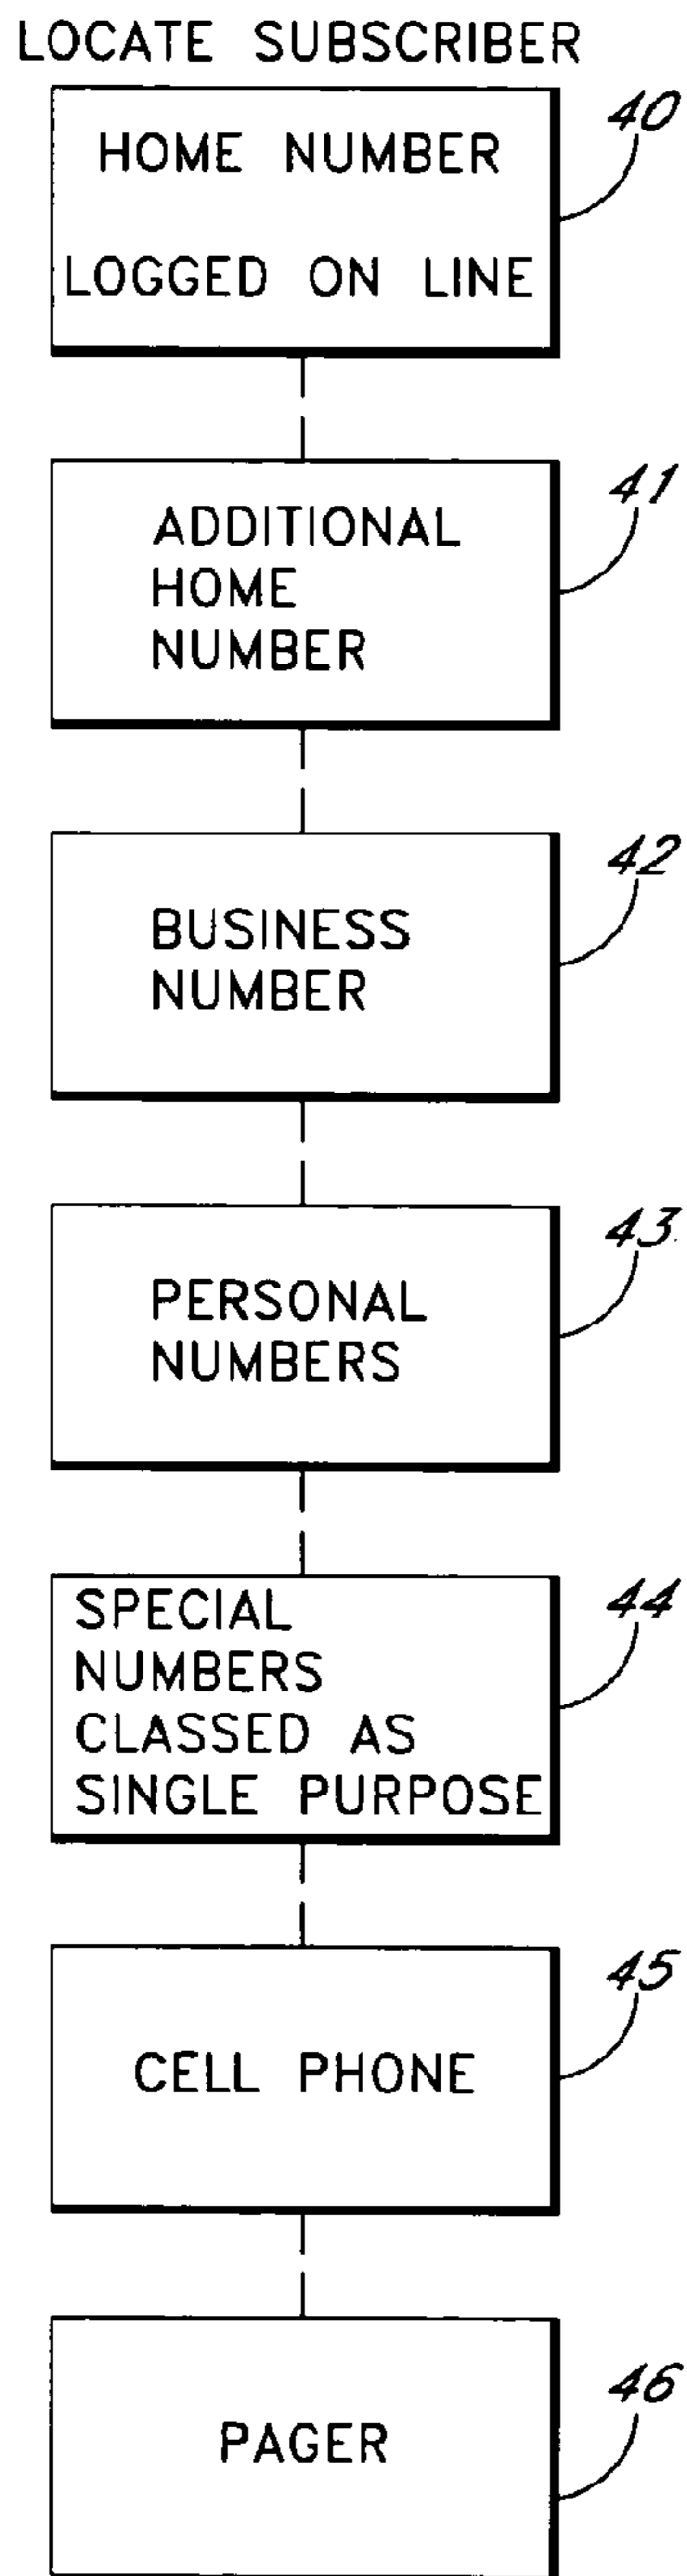 LOCATE SUBSCRIBER
40
HOME NUMBER
LOGGED ON LINE
41
ADDITIONAL
HOME
NUMBER
42
BUSINESS
NUMBER
43
PERSONAL
NUMBERS
44
SPECIAL
NUMBERS
CLASSED AS
SINGLE PURPOSE
45
CELL PHONE
46
PAGER